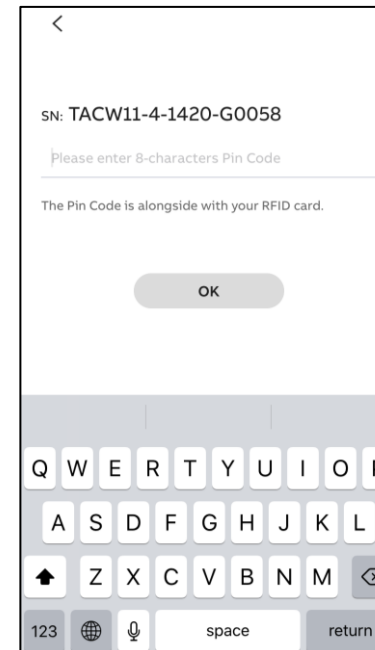 SN: TACW11-4-1420-G0058
Please enter 8-characters Pin Code
The Pin Code is alongside with your RFID card.
OK
Q W E R T Y U I O P
A S D F G H J K L
Z X C V B N M
123 space return